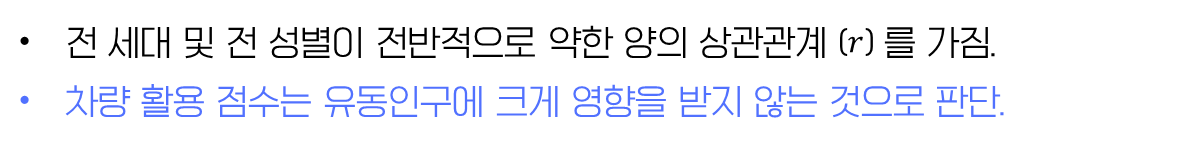 • 전 세대 및 전 성별이 전반적으로 약한 양의 상관관계 (r) 를 가짐.
• 차량 활용 점수는 유동인구에 크게 영향을 받지 않는 것으로 판단.